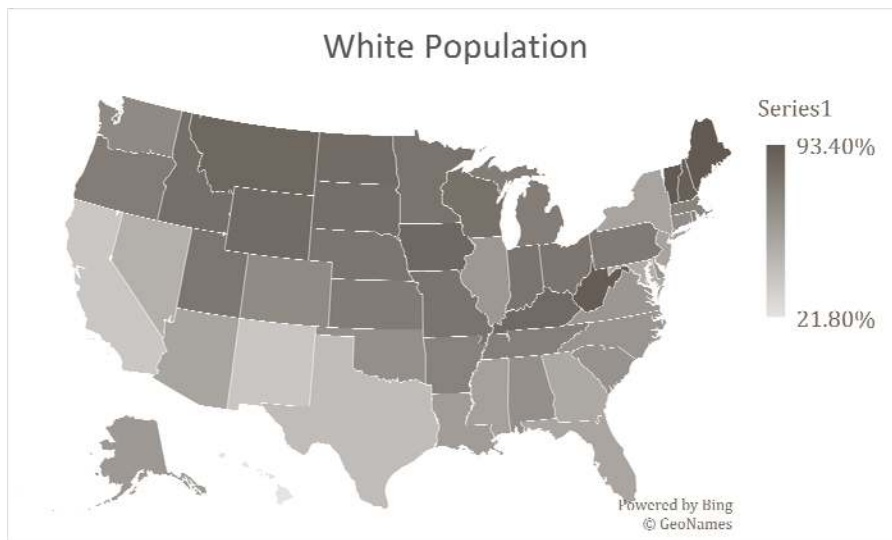 White Population
Series1
93.40%
21.80%
Powered by Bing
© GeoNames